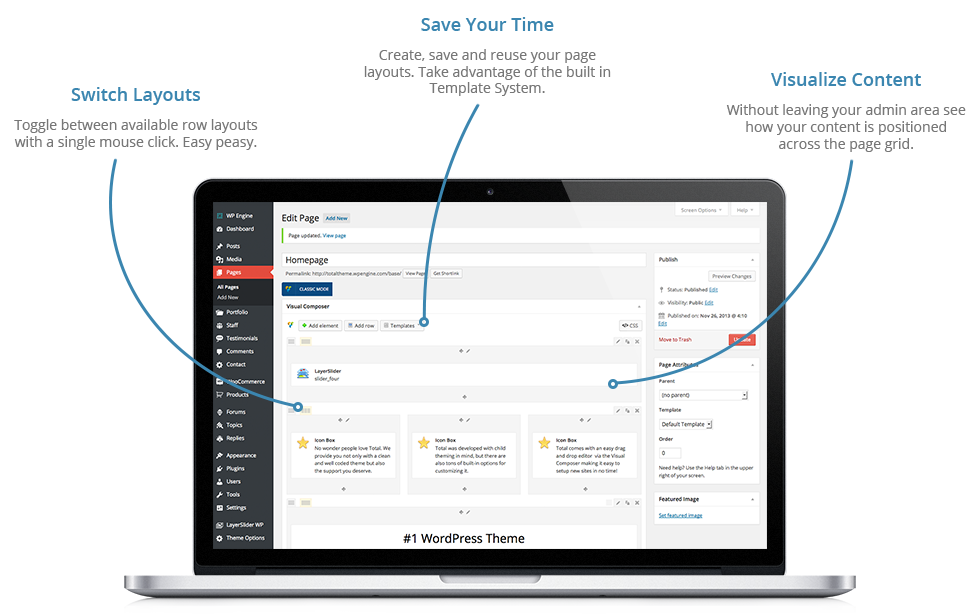 Save Your Time
Create, save and reuse your page
layouts. Take advantage of the built in
Template System.
Switch Layouts
Toggle between available row layouts
with a single mouse click. Easy peasy.
Visualize Content
Without leaving your admin area see
how your content is positioned
across the page grid.
WP Engine
Dashboard
Posts
Media
Pages
All Pages
Add New
Portfolio
Staff
Testimonials
Comments
Contact
WooCommerce
Products
Forums
Topics
Replies
Appearance
Plugins
Users
Tools
Settings
LayerSlider WP
Theme Options
Screen Options
Help
Edit Page
Add New
Page updated. View page
Homepage
Permalink: http://totaltheme.wpengine.com/base/
View Page
Get Shortlink
CLASSIC MODE
Visual Composer
Add element
Add row
Templates
</> CSS
LayerSlider
slider_four
Icon Box
No wonder people love Total. We
provide you not only with a clean
and well coded theme but also
the support you deserve.
Icon Box
Total was developed with child
theming in mind, but there are
also tons of built-in options for
customizing it.
Icon Box
Total comes with an easy drag
and drop editor via the Visual
Composer making it easy to
setup new sites in no time!
#1 WordPress Theme
Publish
Preview Changes
Status: Published Edit
Visibility: Public Edit
Published on: Nov 26, 2013 @ 4:10
Edit
Move to Trash
Update
Page Attributes
Parent
(no parent)
Template
Default Template
Order
0
Need help? Use the Help tab in the upper
right of your screen.
Featured Image
Set featured image